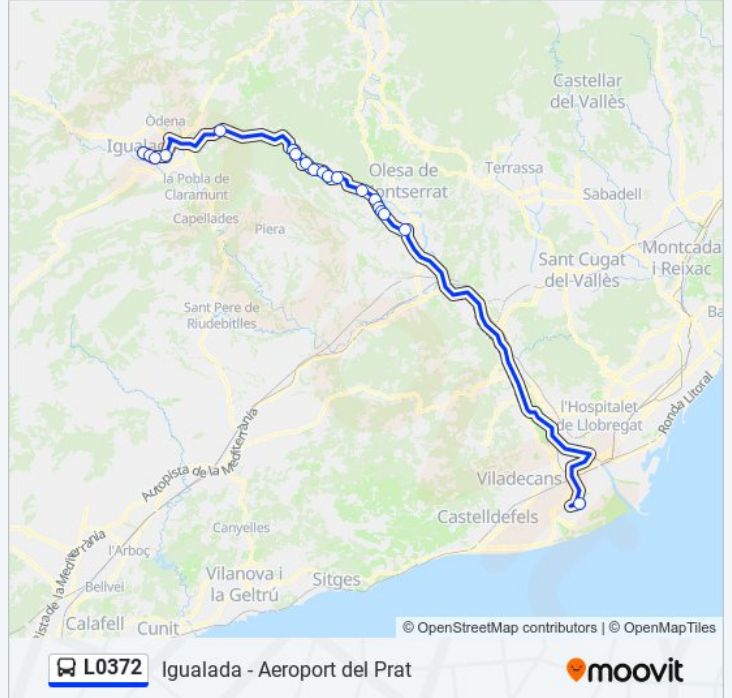 Castellar
del Vallès
Òdena
Igualad
Olesa de
ontserrat
Terrassa
la Pobla de
Claramunt
Sabadell
Capellades
Piera
Montcada
i Reixac
Sant Cugat
del Vallès
Sant Pere de
Riudebitlles
Ba
Ronda Litoral
l'Hospitalet
de Llobregat
Autopista de la Mediterrània
Viladecans
Castelldefels
Canyelles
pista de la Mediterrània
l'Arboç
Bellvei
Vilanova i
la Geltrú
Sitges
Calafell
Cunit
© OpenStreetMap contributors | © OpenMapTiles
L0372 Igualada - Aeroport del Prat
moovit